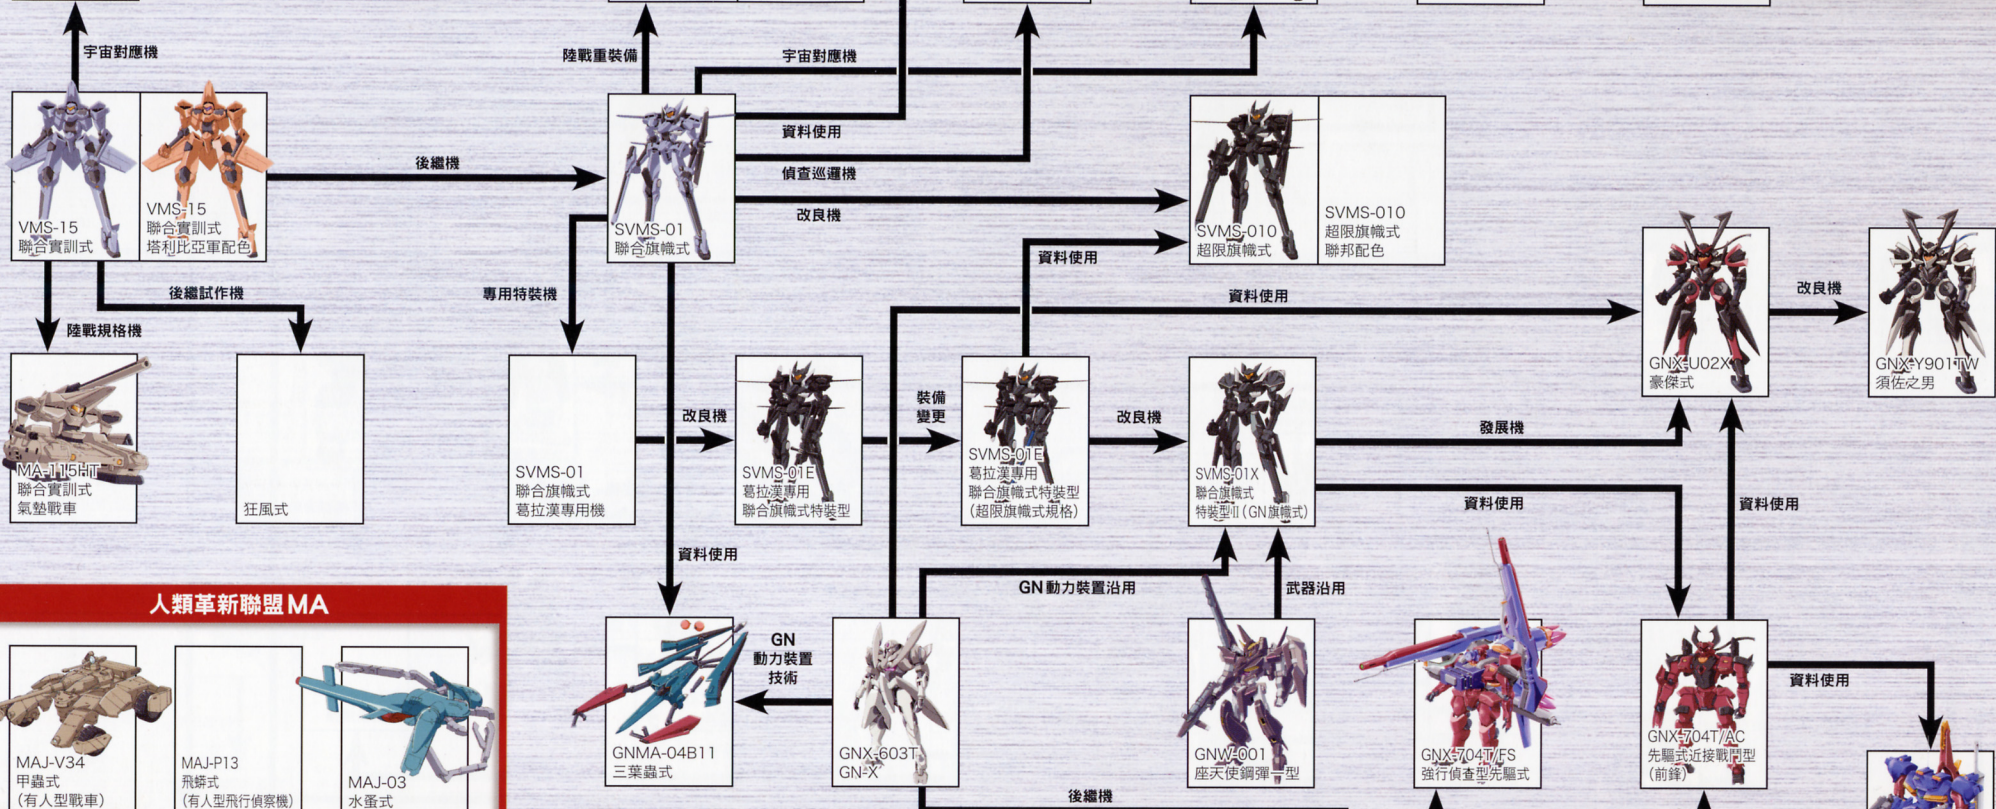 宇宙對應機
陸戰重裝備
宇宙對應機
資料使用
偵查巡邏機
改良機
後繼機
VMS-15
聯合實訓式
VMS-15
聯合實訓式
塔利比亞軍配色
SVMS-01
聯合旗幟式
SVMS-010
超限旗幟式
SVMS-010
超限旗幟式
聯邦配色
後繼試作機
陸戰規格機
專用特裝機
資料使用
資料使用
改良機
GNX-U02X
豪傑式
GNX-Y901TW
須佐之男
MA-115HT
聯合實訓式
氣墊戰車
狂風式
SVMS-01
聯合旗幟式
葛拉漢專用機
改良機
SVMS-01E
葛拉漢專用
聯合旗幟式特裝型
裝備
變更
SVMS-01E
葛拉漢專用
聯合旗幟式特裝型
（超限旗幟式規格）
改良機
SVMS-01X
聯合旗幟式
特裝型II（GN旗幟式）
發展機
資料使用
資料使用
資料使用
GN動力裝置沿用
武器沿用
人類革新聯盟MA
MAJ-V34
甲蟲式
（有人型戰車）
MAJ-P13
飛蟒式
（有人型飛行偵察機）
MAJ-03
水蠆式
GNMA-04B11
三葉蟲式
GN
動力裝置
技術
GNX-603T
GN-X
GNW-001
座天使鋼彈一型
GNX-704T/FS
強行偵查型先驅式
GNX-704T/AC
先驅式近接戰鬥型
（前鋒）
資料使用
後繼機